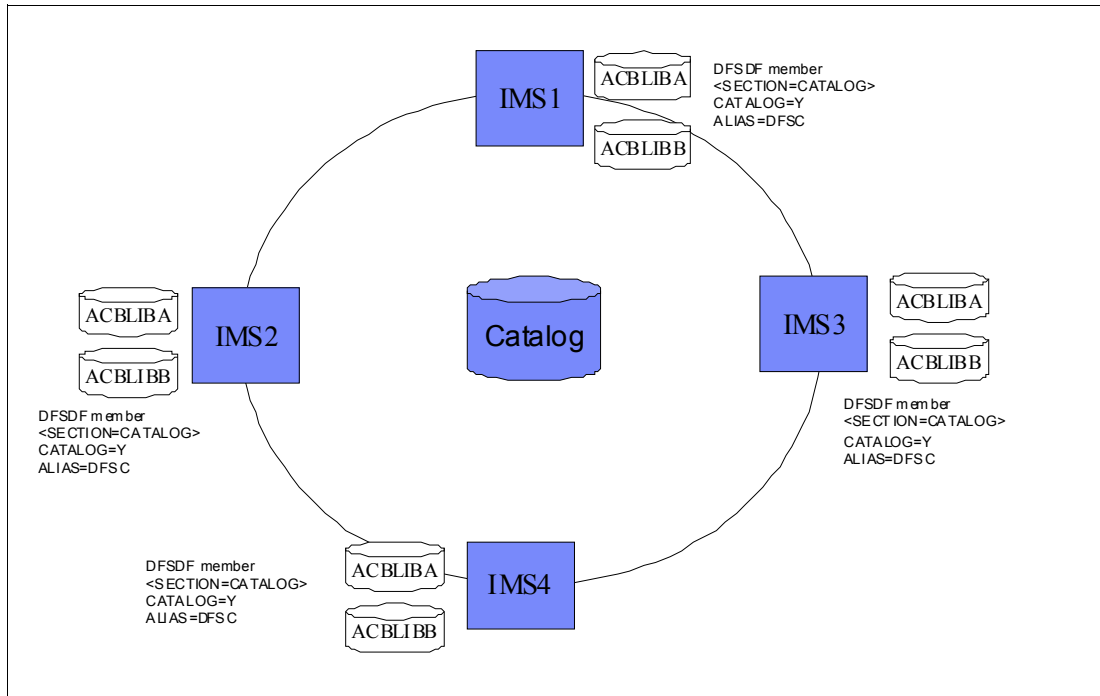 IMS1
ACBLIBA
ACBLIBB
DFSDF member
<SECTION=CATALOG>
CATALOG=Y
ALIAS=DFSC
ACBLIBA
ACBLIBB
IMS2
DFSDF member
<SECTION=CATALOG>
CATALOG=Y
ALIAS=DFSC
Catalog
IMS3
ACBLIBA
ACBLIBB
DFSDF member
<SECTION=CATALOG>
CATALOG=Y
ALIAS=DFSC
DFSDF member
<SECTION=CATALOG>
CATALOG=Y
ALIAS=DFSC
ACBLIBA
ACBLIBB
IMS4